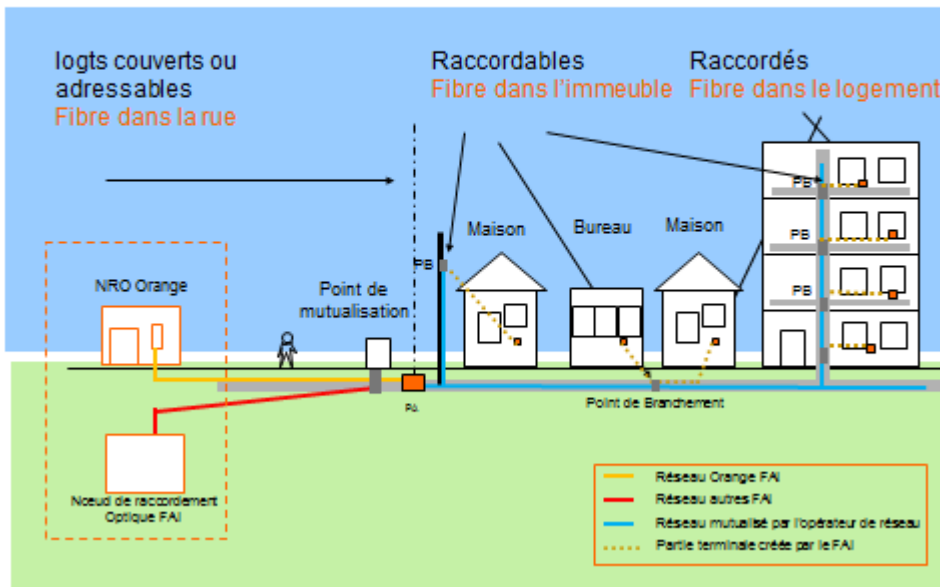 logts couverts ou
adressables
Fibre dans la rue
Raccordables
Fibre dans l'immeuble
Raccordés
Fibre dans le logement
Maison
Bureau
Maison
PB
PB
PB
PB
NRO Orange
Point de
mutualisation
PA
Point de Branchement
Nœud de raccordement
Optique FAI
Réseau Orange FAI
Réseau autres FAI
Réseau mutualisé par l'opérateur de réseau
Partie terminale créée par le FAI